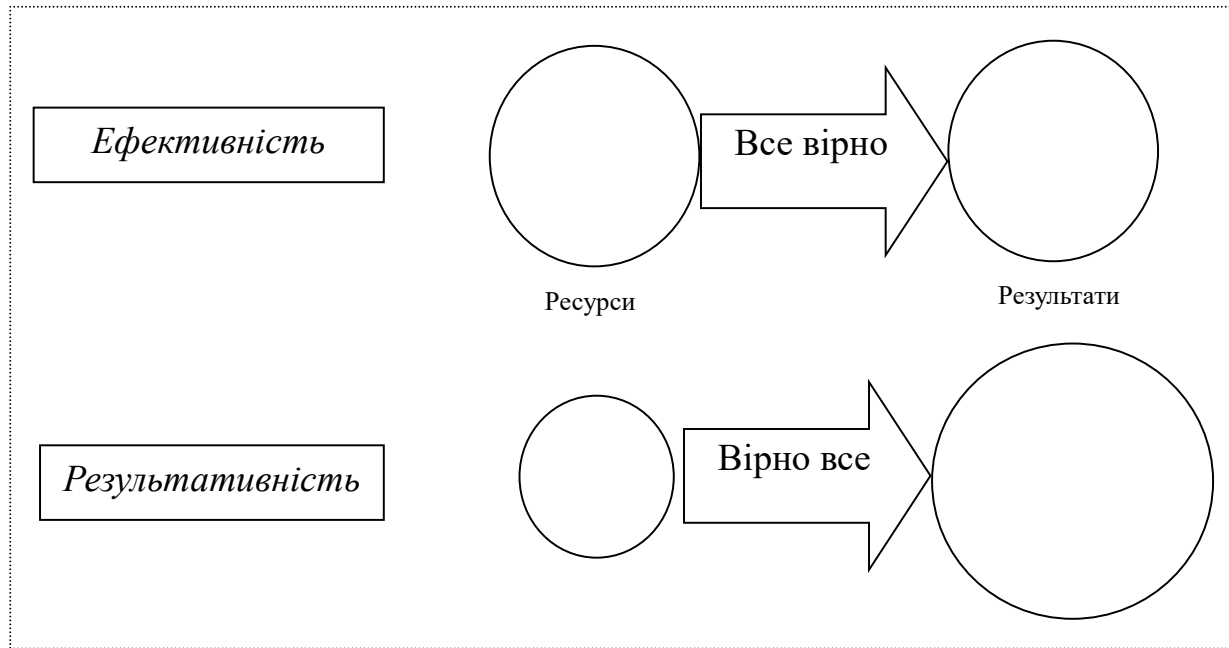 Ефективність
Все вірно
Ресурси
Результати
Результативність
Вірно все